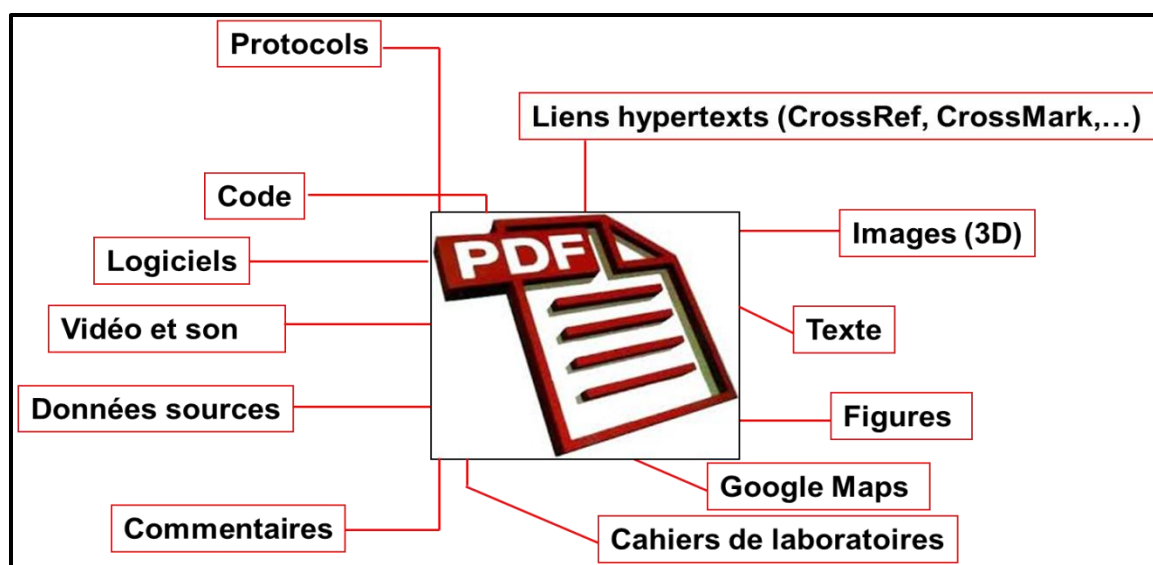 Protocols
Liens hypertexts (CrossRef, CrossMark,…)
Code
Images (3D)
PDF
Logiciels
Vidéo et son
Texte
Données sources
Figures
Google Maps
Commentaires
Cahiers de laboratoires